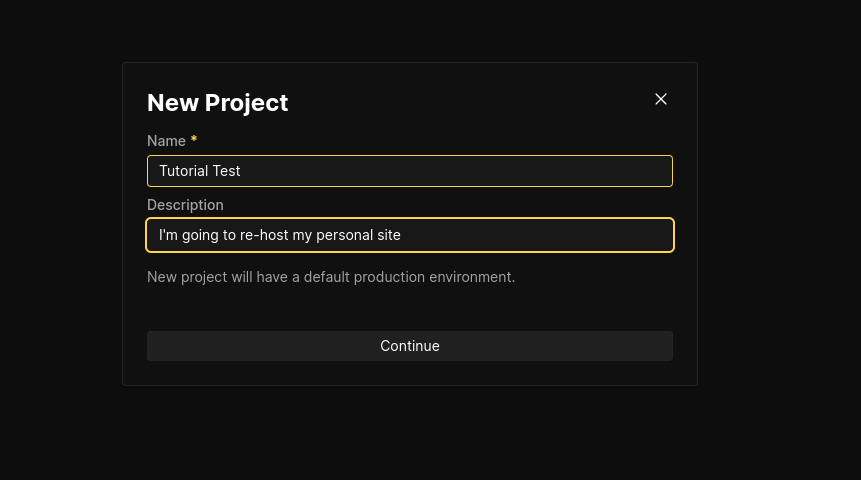 New Project
Name *
Tutorial Test
Description
I'm going to re-host my personal site
New project will have a default production environment.
Continue